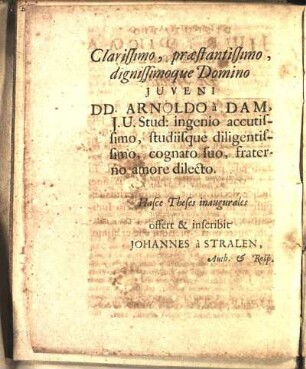 Clarissimo, præstantissimo,
dignissimoque Domino
JUVENI
DD. ARNOLDO à DAM,
J.U. Stud: ingenio accutis-
simo, studiisque diligentis-
simo, cognato suo, frater-
no amore dilecto.
Hasce Theses inaugurales
offert & inscribit
JOHANNES à STRALEN,
Auth. & Resp.